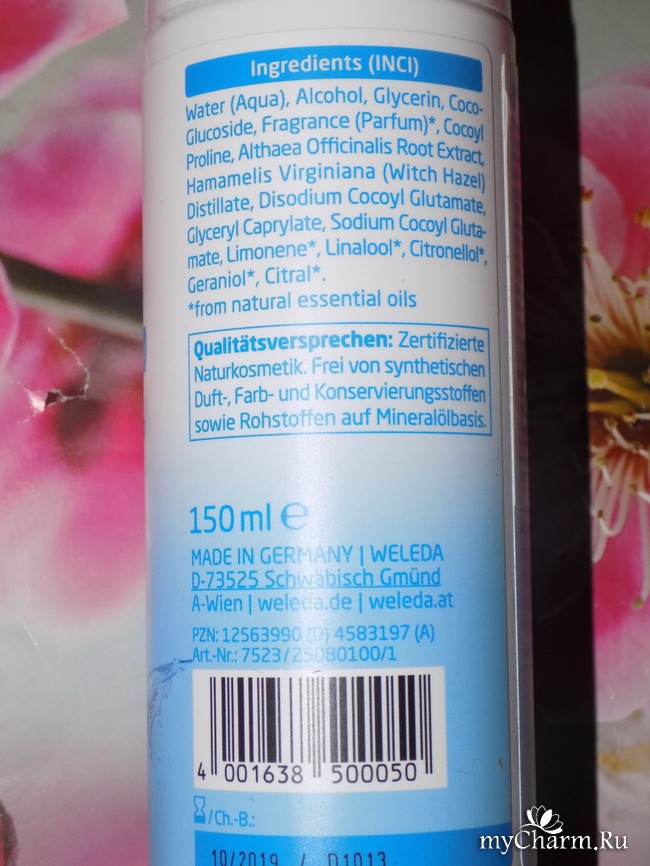 Ingredients (INCI)
Water (Aqua), Alcohol, Glycerin, Coco-
Glucoside, Fragrance (Parfum)*, Cocoyl
Proline, Althaea Officinalis Root Extract,
Hamamelis Virginiana (Witch Hazel)
Distillate, Disodium Cocoyl Glutamate,
Glyceryl Caprylate, Sodium Cocoyl Gluta-
mate, Limonene*, Linalool*, Citronellol*,
Geraniol*, Citral*.
*from natural essential oils
Qualitätsversprechen: Zertifizierte
Naturkosmetik. Frei von synthetischen
Duft-, Farb- und Konservierungsstoffen
sowie Rohstoffen auf Mineralölbasis.
150 ml ℮
MADE IN GERMANY | WELEDA
D-73525 Schwäbisch Gmünd
A-Wien | weleda.de | weleda.at
PZN: 12563990 (D) 4583197 (A)
Art.-Nr.: 7523/25080100/1
4 001638 500050
/Ch.-B.:
10/2019 / D1013
myCharm.Ru